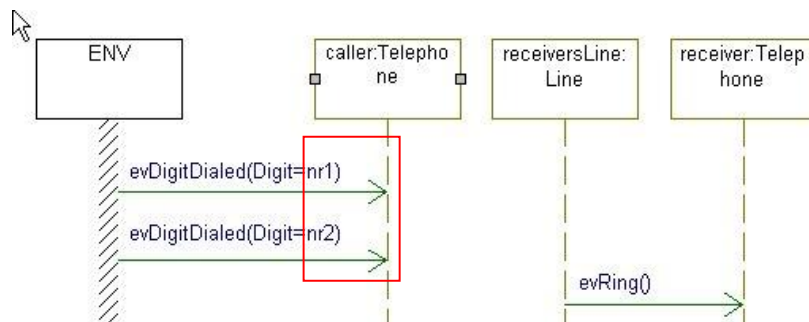 ENV
caller:Telepho
ne
receiversLine:
Line
receiver:Telep
hone
evDigitDialed(Digit=nr1)
evDigitDialed(Digit=nr2)
evRing()